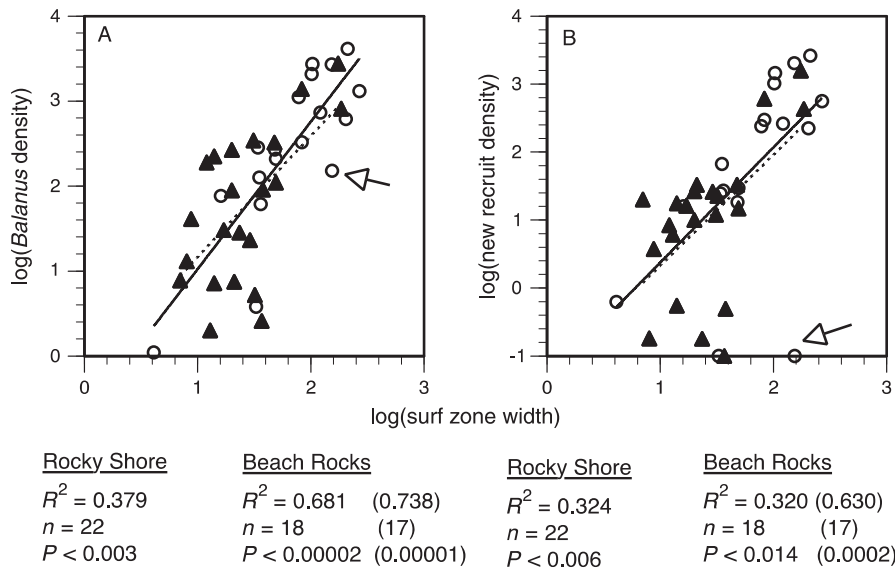 A
B
4
3
2
1
0
log(Balanus density)
0 1 2 3
4
3
2
1
0
-1
log(new recruit density)
0 1 2 3
log(surf zone width)
Rocky Shore Beach Rocks Rocky Shore Beach Rocks
R² = 0.379 R² = 0.681 (0.738) R² = 0.324 R² = 0.320 (0.630)
n = 22 n = 18 (17) n = 22 n = 18 (17)
P < 0.003 P < 0.00002 (0.00001) P < 0.006 P < 0.014 (0.0002)